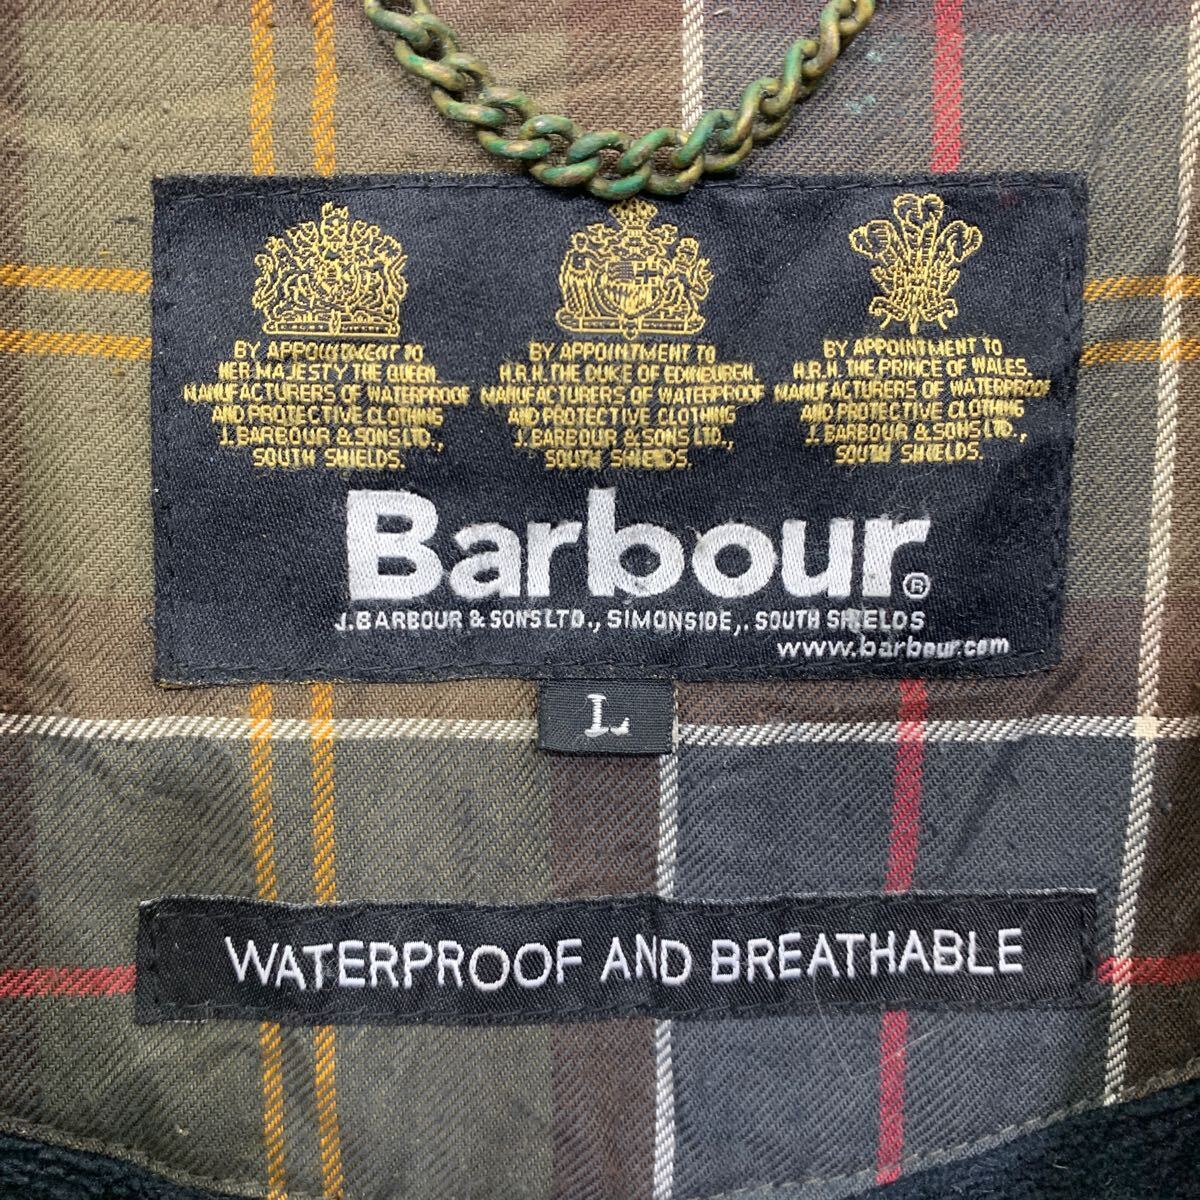 BY APPOINTMENT TO
HER MAJESTY THE QUEEN.
MANUFACTURERS OF WATERPROOF
AND PROTECTIVE CLOTHING
J. BARBOUR & SONS LTD.,
SOUTH SHIELDS.
BY APPOINTMENT TO
H.R.H. THE DUKE OF EDINBURGH.
MANUFACTURERS OF WATERPROOF
AND PROTECTIVE CLOTHING
J. BARBOUR & SONS LTD.,
SOUTH SHIELDS.
BY APPOINTMENT TO
H.R.H. THE PRINCE OF WALES.
MANUFACTURERS OF WATERPROOF
AND PROTECTIVE CLOTHING
J. BARBOUR & SONS LTD.,
SOUTH SHIELDS.
Barbour®
J. BARBOUR & SONS LTD., SIMONSIDE,. SOUTH SHIELDS
www.barbour.com
L
WATERPROOF AND BREATHABLE